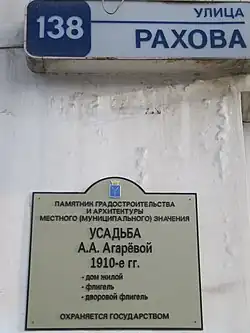 УЛИЦА
138 РАХОВА
ПАМЯТНИК ГРАДОСТРОИТЕЛЬСТВА
И АРХИТЕКТУРЫ
МЕСТНОГО (МУНИЦИПАЛЬНОГО) ЗНАЧЕНИЯ
УСАДЬБА
А.А. Агарёвой
1910-е гг.
- дом жилой
- флигель
- дворовой флигель
ОХРАНЯЕТСЯ ГОСУДАРСТВОМ